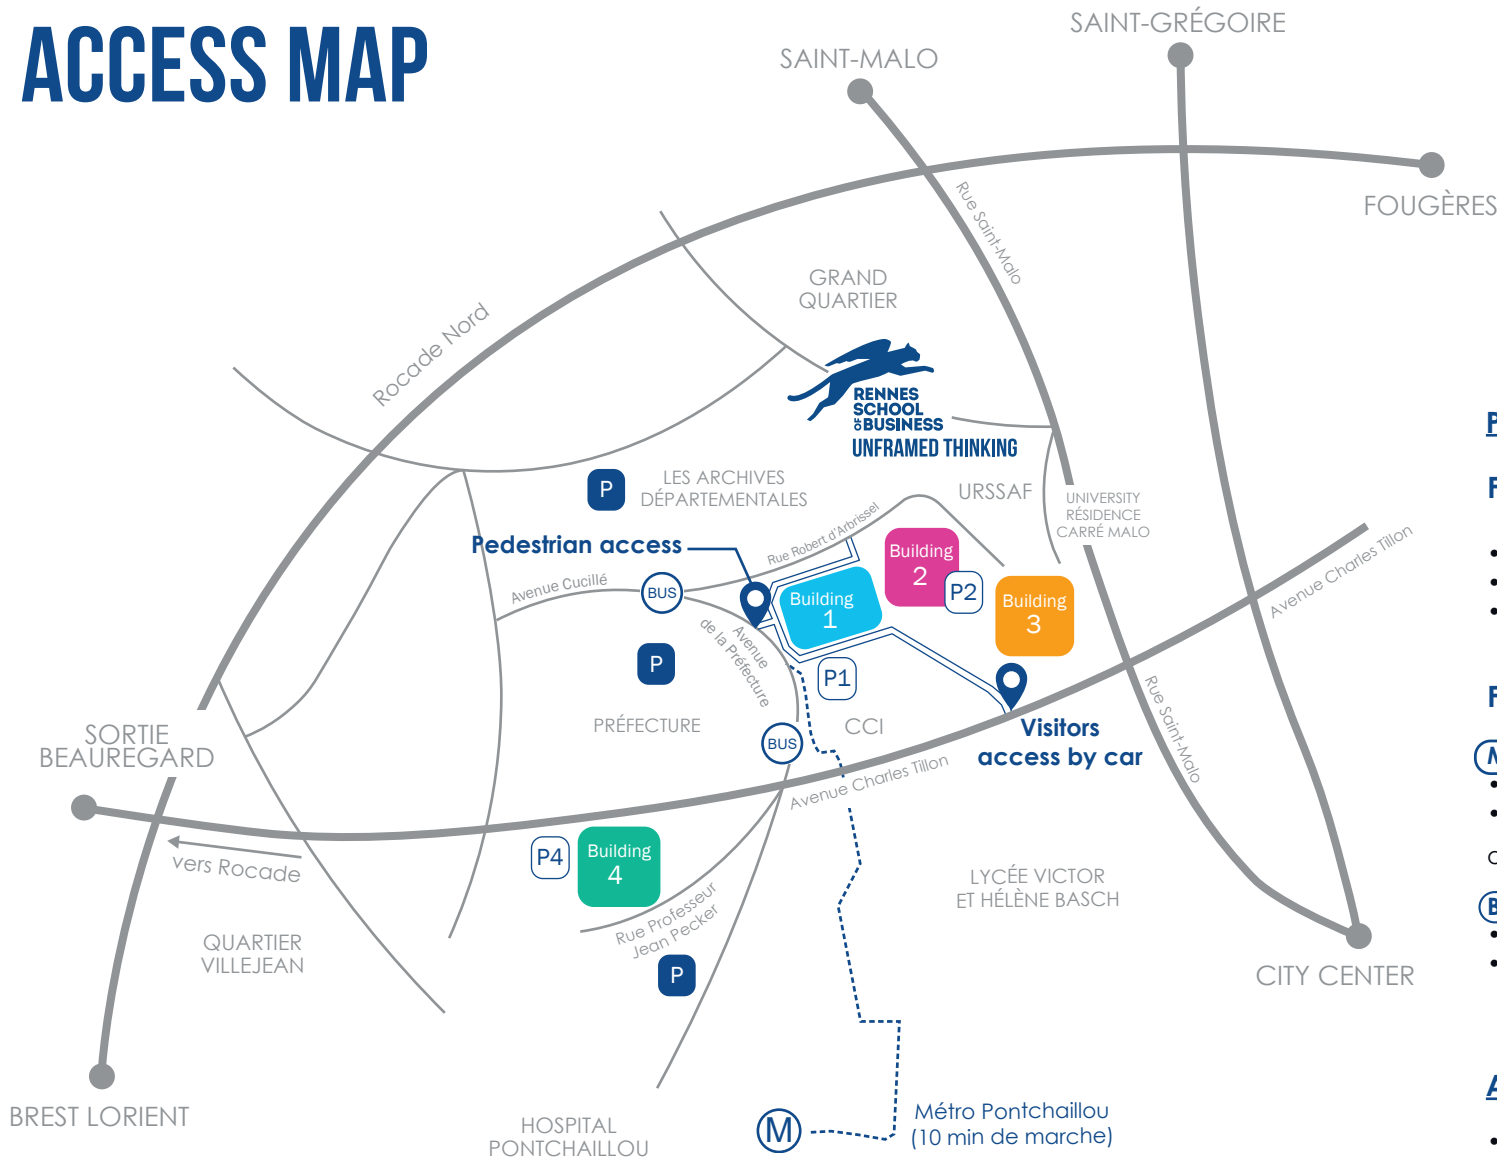 ACCESS MAP
SAINT-GRÉGOIRE
SAINT-MALO
FOUGÈRES
Rue Saint-Malo
GRAND
QUARTIER
Rocade Nord
RENNES
SCHOOL
OF BUSINESS
UNFRAMED THINKING
P
LES ARCHIVES
DÉPARTEMENTALES
URSSAF
UNIVERSITY
RÉSIDENCE
CARRÉ MALO
Pedestrian access
Rue Robert d'Arbrissel
Avenue Charles Tillon
Building
2
P2
Avenue Cucillé
BUS
Building
1
Building
3
Avenue
de la Préfecture
P
P1
Rue Saint-Malo
PRÉFECTURE
CCI
BUS
Visitors
access by car
SORTIE
BEAUREGARD
Avenue Charles Tillon
vers Rocade
P4
Building
4
LYCÉE VICTOR
ET HÉLÈNE BASCH
Rue Professeur
Jean Pecker
QUARTIER
VILLEJEAN
P
CITY CENTER
BREST LORIENT
HOSPITAL
PONTCHAILLOU
M
Métro Pontchaillou
(10 min de marche)